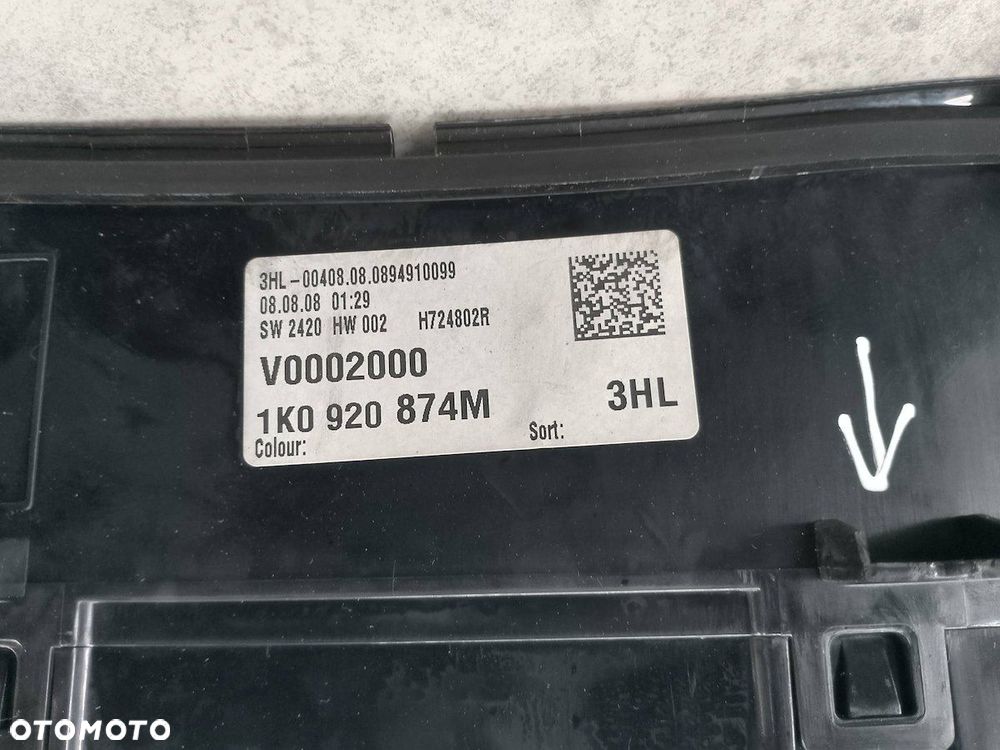 3HL-00408.08.0894910099
08.08.08 01:29
SW 2420 HW 002 H724802R
V0002000
1K0 920 874M 3HL
Colour: Sort:
OTOMOTO